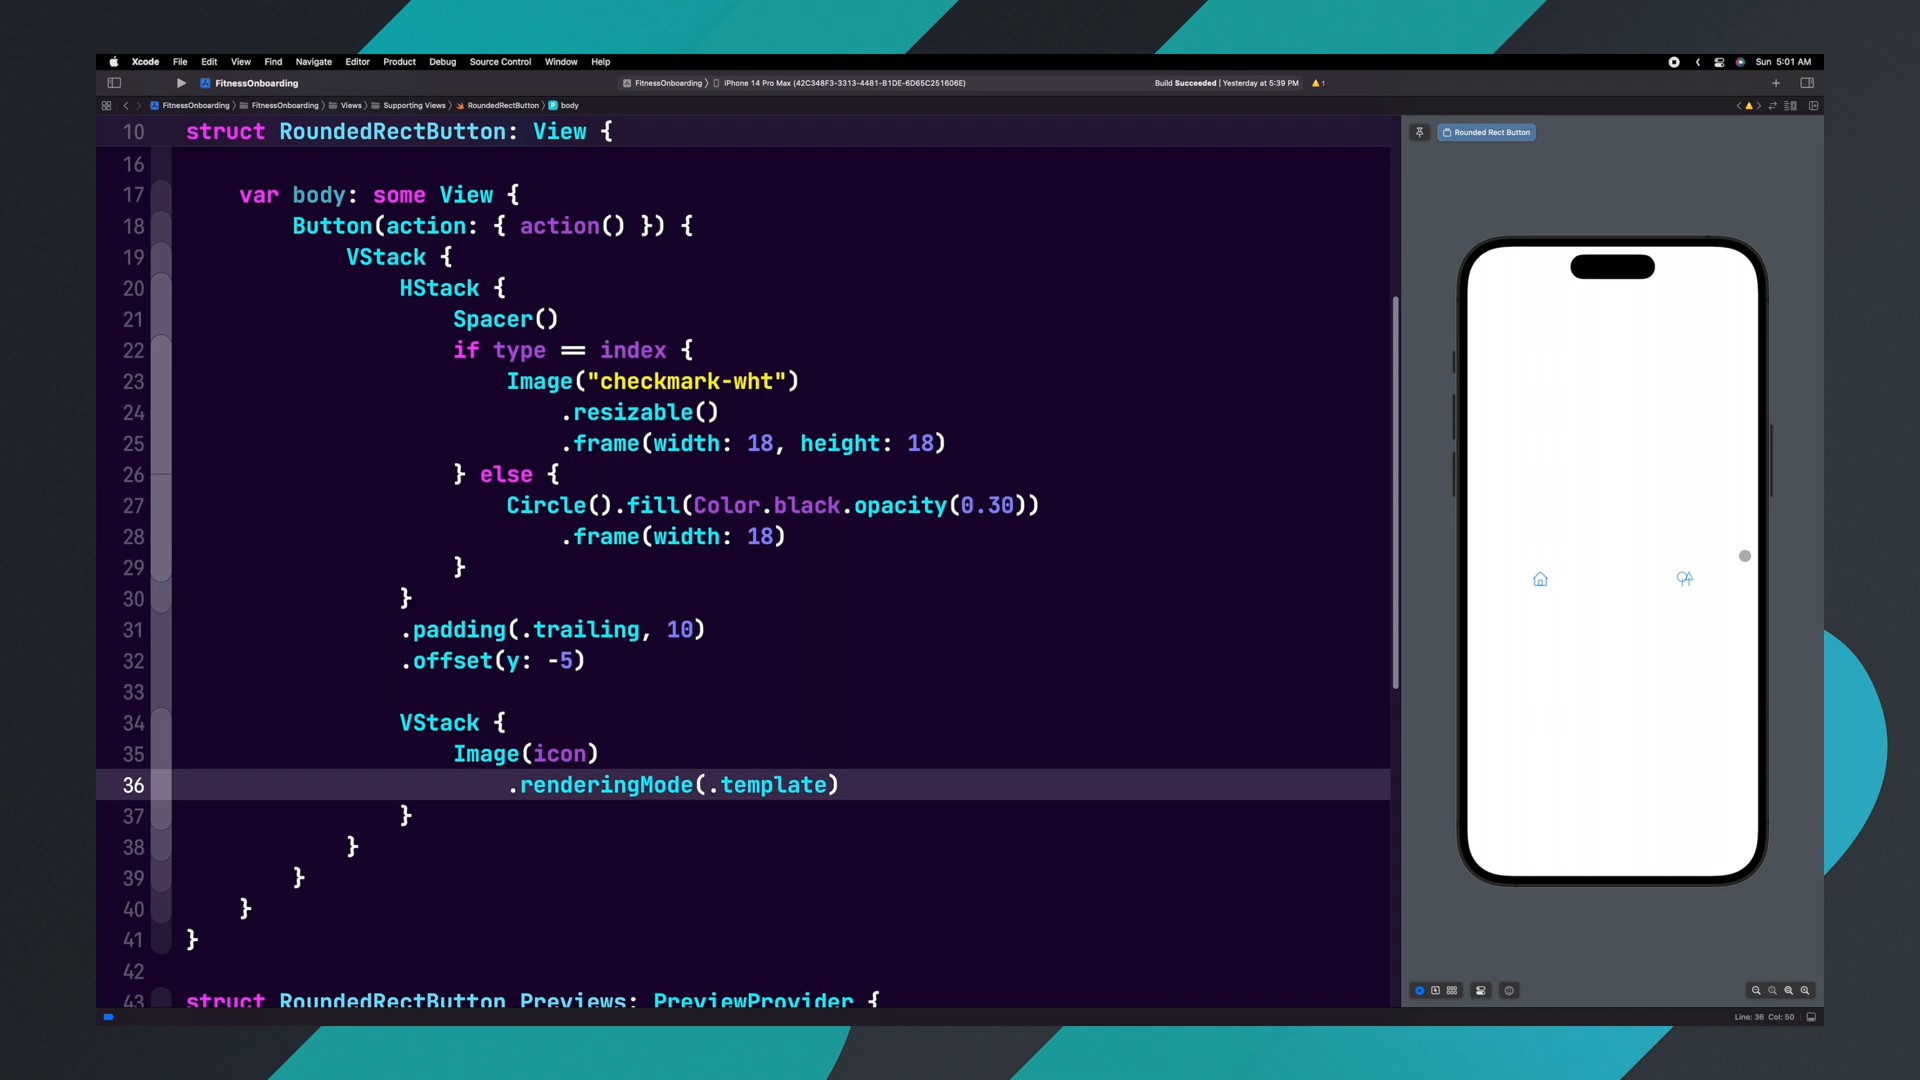 Xcode File Edit View Find Navigate Editor Product Debug Source Control Window Help Sun 5:01 AM
FitnessOnboarding FitnessOnboarding 〉 iPhone 14 Pro Max (42C348F3-3313-4481-B1DE-6D65C251606E) Build Succeeded | Yesterday at 5:39 PM 1
FitnessOnboarding 〉 FitnessOnboarding 〉 Views 〉 Supporting Views 〉 RoundedRectButton 〉 body
Rounded Rect Button
10 struct RoundedRectButton: View {
16
17 var body: some View {
18 Button(action: { action() }) {
19 VStack {
20 HStack {
21 Spacer()
22 if type == index {
23 Image("checkmark-wht")
24 .resizable()
25 .frame(width: 18, height: 18)
26 } else {
27 Circle().fill(Color.black.opacity(0.30))
28 .frame(width: 18)
29 }
30 }
31 .padding(.trailing, 10)
32 .offset(y: -5)
33
34 VStack {
35 Image(icon)
36 .renderingMode(.template)
37 }
38 }
39 }
40 }
41 }
42
43 struct RoundedRectButton_Previews: PreviewProvider {
Line: 36 Col: 50